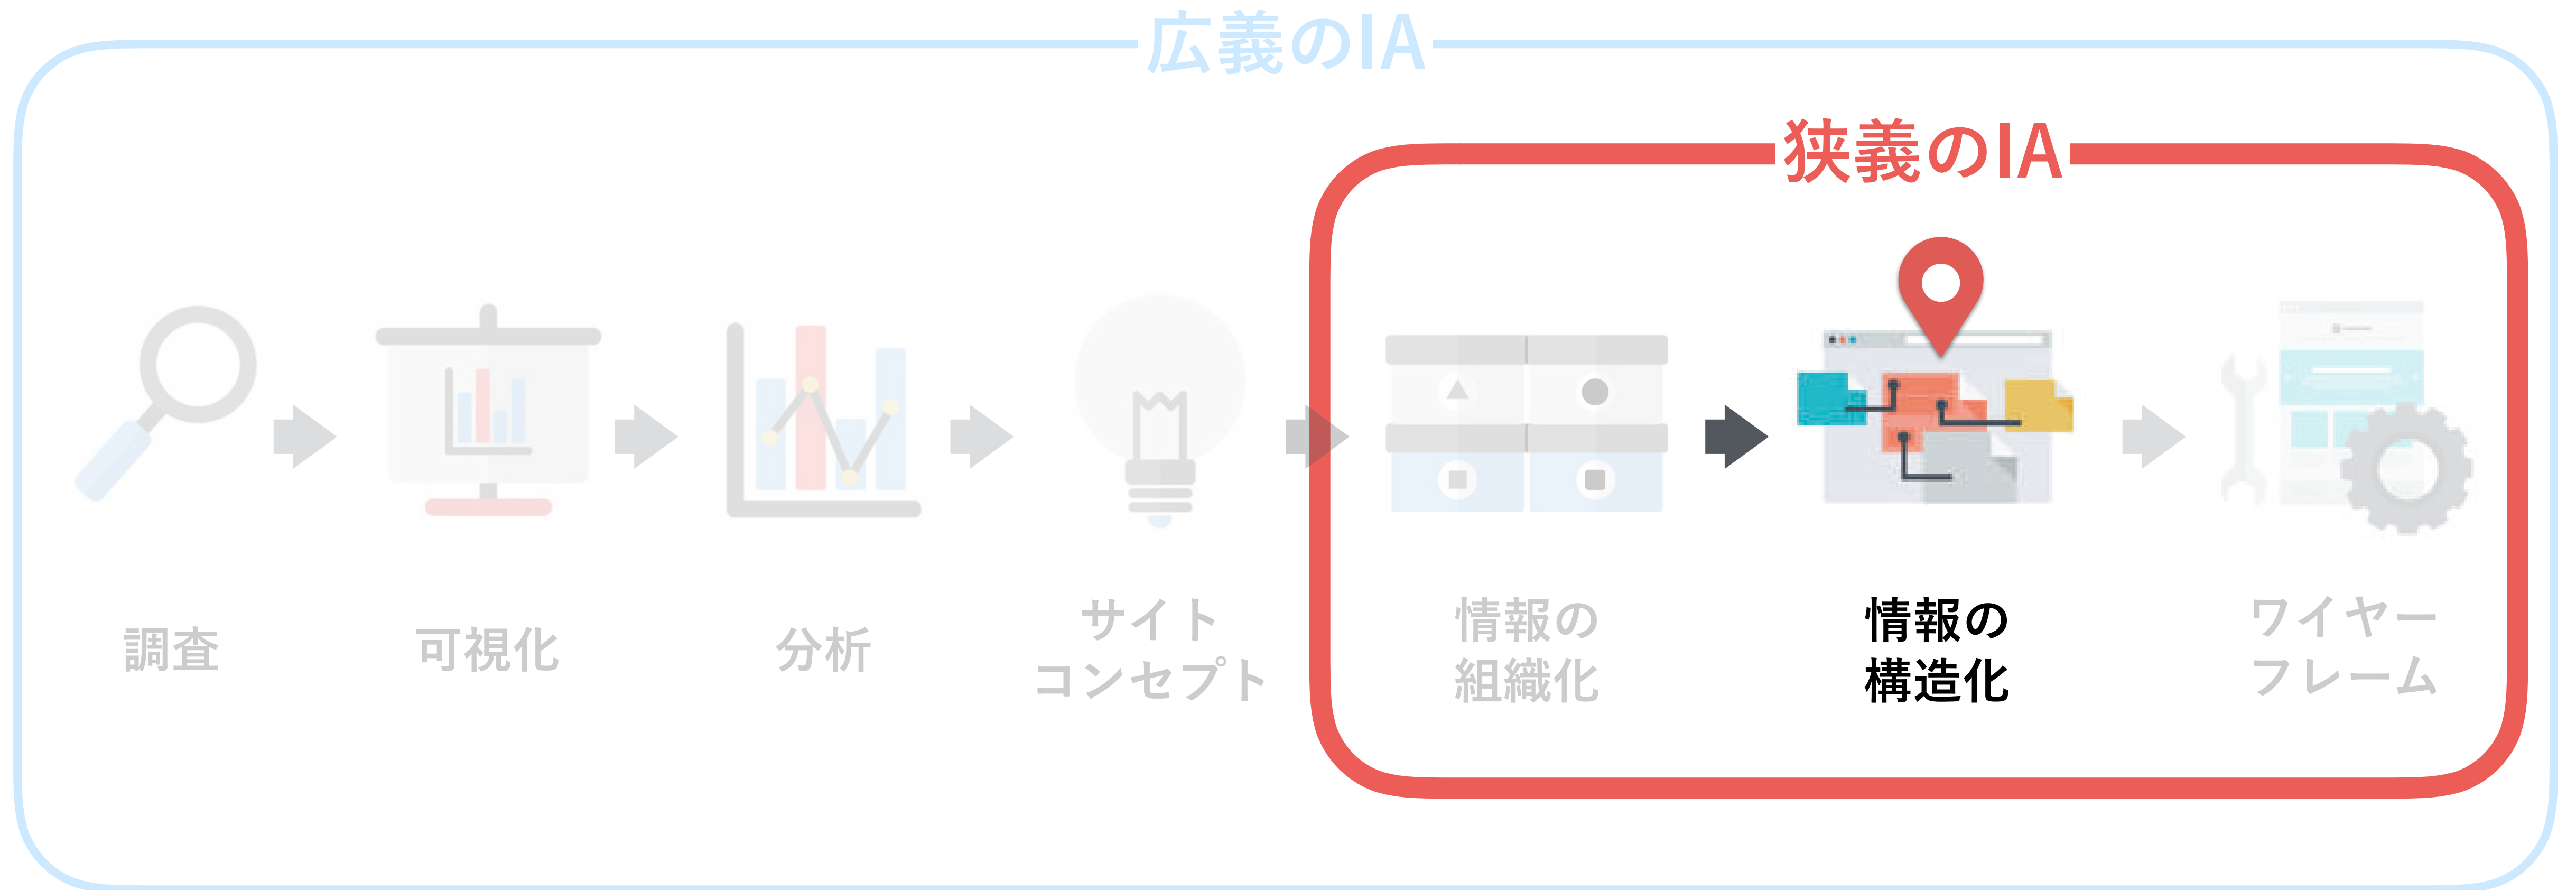 広義のIA
狭義のIA
調査
可視化
分析
サイト
コンセプト
情報の
組織化
情報の
構造化
ワイヤー
フレーム